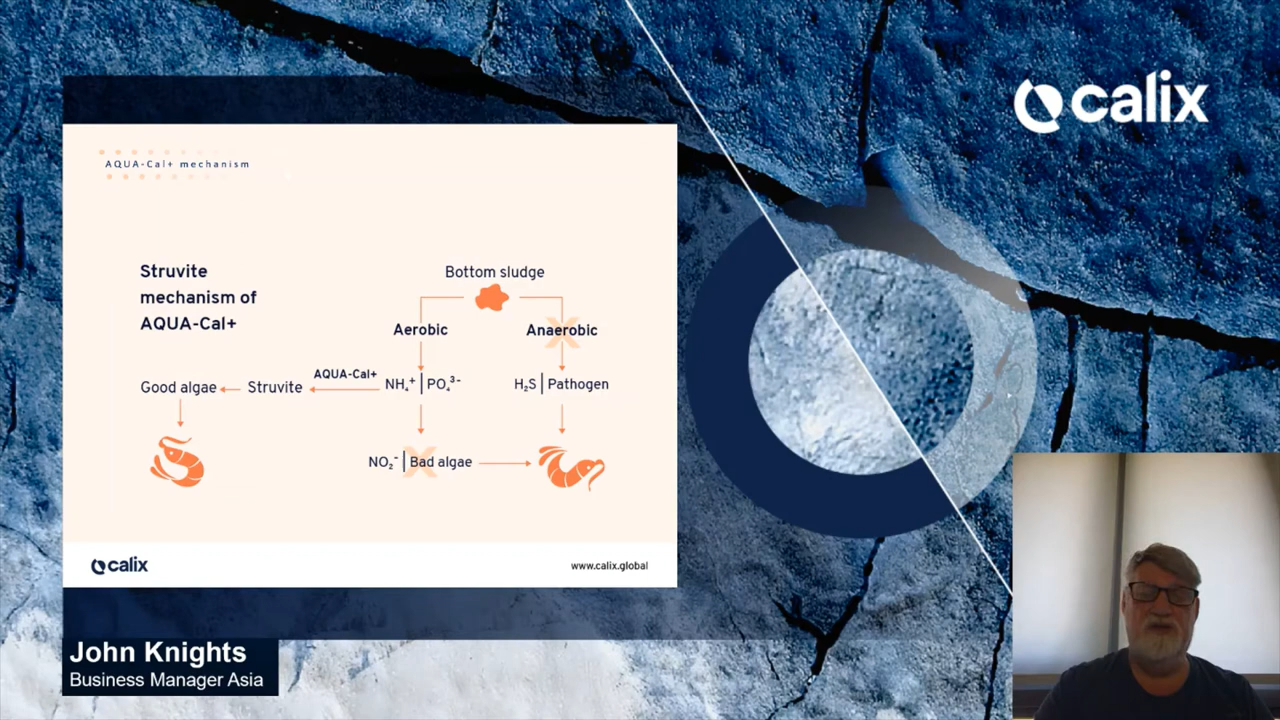 calix
AQUA-Cal+ mechanism
Struvite
mechanism of
AQUA-Cal+
Bottom sludge
Aerobic
Anaerobic
AQUA-Cal+
Good algae
Struvite
NH₄⁺ | PO₄³⁻
H₂S | Pathogen
NO₂⁻ | Bad algae
calix
www.calix.global
John Knights
Business Manager Asia